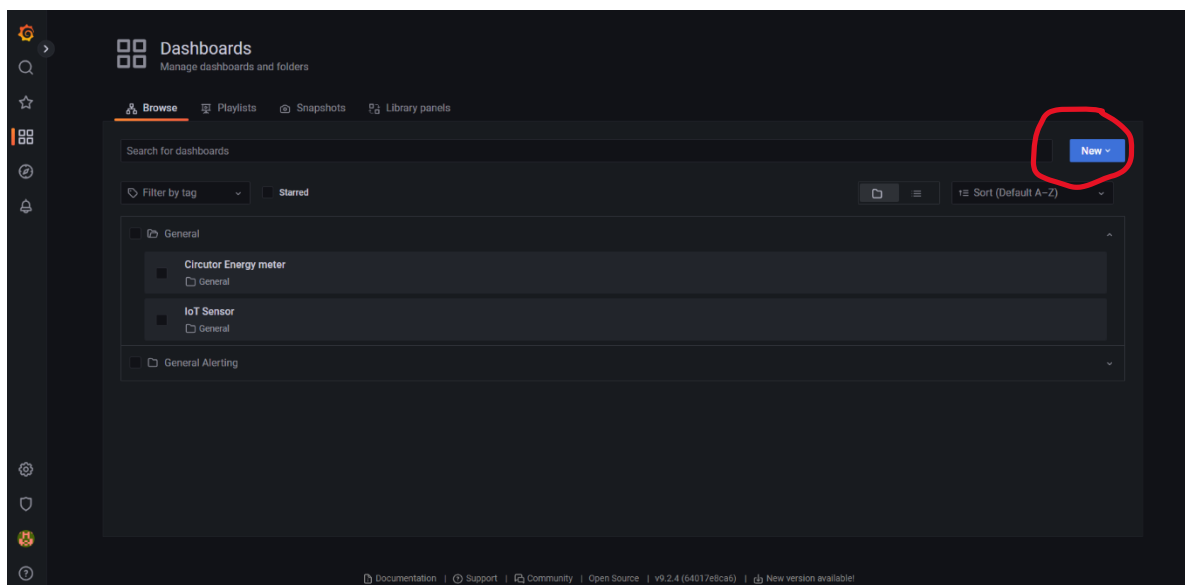 Dashboards
Manage dashboards and folders
Browse Playlists Snapshots Library panels
Search for dashboards
New
Filter by tag Starred Sort (Default A–Z)
General
Circutor Energy meter
General
IoT Sensor
General
General Alerting
Documentation | Support | Community | Open Source | v9.2.4 (64017e8ca6) | New version available!